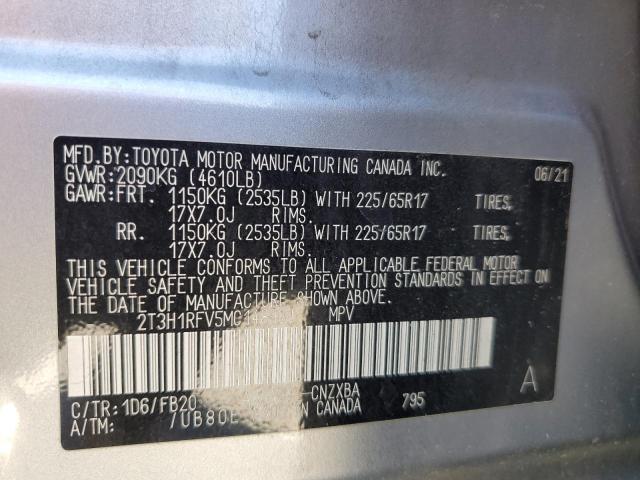 MFD.BY:TOYOTA MOTOR MANUFACTURING CANADA INC.
GVWR:2090KG (4610LB) 06/21
GAWR:FRT. 1150KG (2535LB) WITH 225/65R17 TIRES,
17X7.0J RIMS.
RR. 1150KG (2535LB) WITH 225/65R17 TIRES,
17X7.0J RIMS.
THIS VEHICLE CONFORMS TO ALL APPLICABLE FEDERAL MOTOR
VEHICLE SAFETY AND THEFT PREVENTION STANDARDS IN EFFECT ON
THE DATE OF MANUFACTURE SHOWN ABOVE.
MPV
C/TR:1D6/FB20 -CNZXBA 795 A
A/TM: IN CANADA